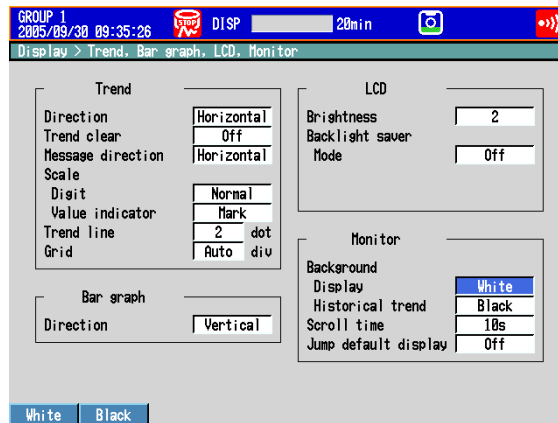 GROUP 1
2005/09/30 09:35:26
STOP
DISP
20min
Display > Trend, Bar graph, LCD, Monitor
Trend
Direction Horizontal
Trend clear Off
Message direction Horizontal
Scale
Digit Normal
Value indicator Mark
Trend line 2 dot
Grid Auto div
Bar graph
Direction Vertical
LCD
Brightness 2
Backlight saver
Mode Off
Monitor
Background
Display White
Historical trend Black
Scroll time 10s
Jump default display Off
White Black